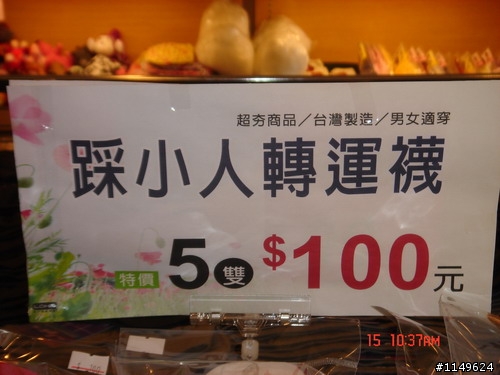 超夯商品／台灣製造／男女適穿
踩小人轉運襪
特價 5雙 $100元
15 10:37AM
#1149624